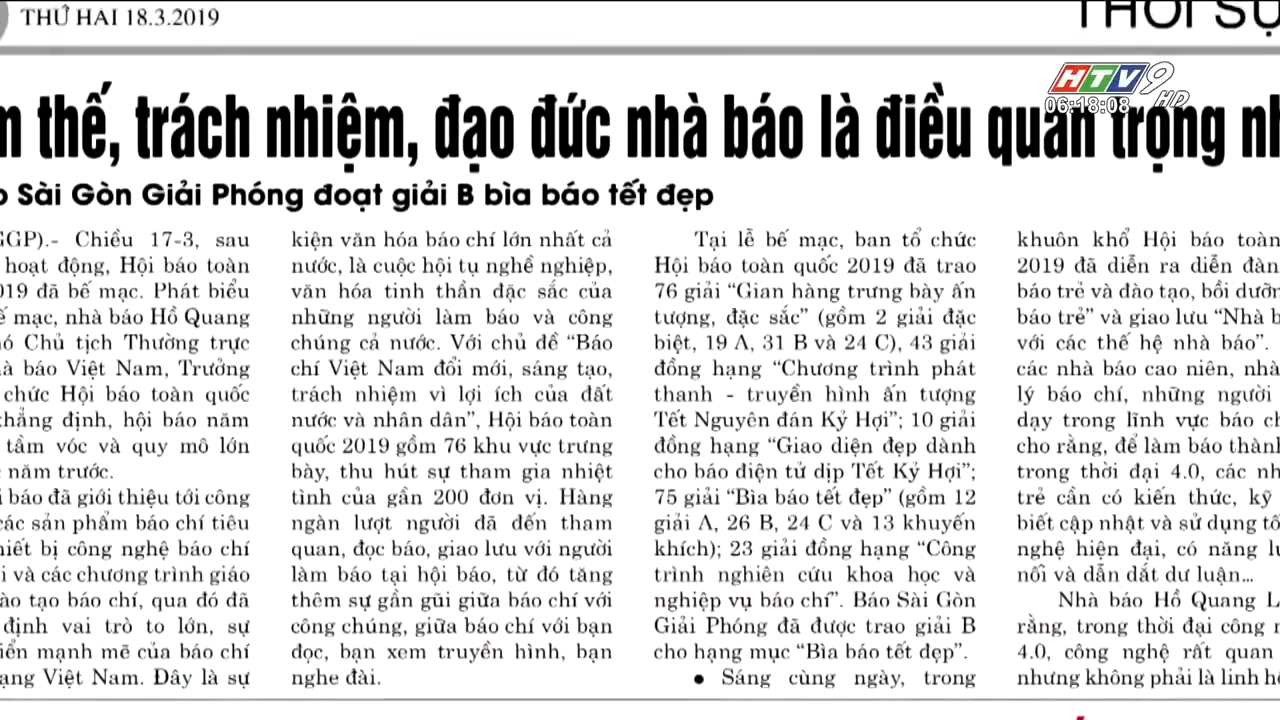 THỨ HAI 18.3.2019
THỜI SỰ
HTV9 HD
06:18:08
thế, trách nhiệm, đạo đức nhà báo là điều quan trọng
Sài Gòn Giải Phóng đoạt giải B bìa báo tết đẹp
GGP).- Chiều 17-3, sau
hoạt động, Hội báo toàn
019 đã bế mạc. Phát biểu
mạc, nhà báo Hồ Quang
Chủ tịch Thường trực
báo Việt Nam, Trưởng
chức Hội báo toàn quốc
thẳng định, hội báo năm
tầm vóc và quy mô lớn
năm trước.
báo đã giới thiệu tới công
các sản phẩm báo chí tiêu
hiết bị công nghệ báo chí
i và các chương trình giáo
ào tạo báo chí, qua đó đã
định vai trò to lớn, sự
iển mạnh mẽ của báo chí
ạng Việt Nam. Đây là sự
kiện văn hóa báo chí lớn nhất cả
nước, là cuộc hội tụ nghề nghiệp,
văn hóa tinh thần đặc sắc của
những người làm báo và công
chúng cả nước. Với chủ đề “Báo
chí Việt Nam đổi mới, sáng tạo,
trách nhiệm vì lợi ích của đất
nước và nhân dân”, Hội báo toàn
quốc 2019 gồm 76 khu vực trưng
bày, thu hút sự tham gia nhiệt
tình của gần 200 đơn vị. Hàng
ngàn lượt người đã đến tham
quan, đọc báo, giao lưu với người
làm báo tại hội báo, từ đó tăng
thêm sự gần gũi giữa báo chí với
công chúng, giữa báo chí với bạn
đọc, bạn xem truyền hình, bạn
nghe đài.
Tại lễ bế mạc, ban tổ chức
Hội báo toàn quốc 2019 đã trao
76 giải “Gian hàng trưng bày ấn
tượng, đặc sắc” (gồm 2 giải đặc
biệt, 19 A, 31 B và 24 C), 43 giải
đồng hạng “Chương trình phát
thanh - truyền hình ấn tượng
Tết Nguyên đán Kỷ Hợi”; 10 giải
đồng hạng “Giao diện đẹp dành
cho báo điện tử dịp Tết Kỷ Hợi”;
75 giải “Bìa báo tết đẹp” (gồm 12
giải A, 26 B, 24 C và 13 khuyến
khích); 23 giải đồng hạng “Công
trình nghiên cứu khoa học và
nghiệp vụ báo chí”. Báo Sài Gòn
Giải Phóng đã được trao giải B
cho hạng mục “Bìa báo tết đẹp”.
● Sáng cùng ngày, trong
khuôn khổ Hội báo toàn
2019 đã diễn ra diễn đàn
báo trẻ và đào tạo, bồi dưỡn
báo trẻ” và giao lưu “Nhà b
với các thế hệ nhà báo”.
các nhà báo cao niên, nhà
lý báo chí, những người
dạy trong lĩnh vực báo ch
cho rằng, để làm báo thành
trong thời đại 4.0, các nh
trẻ cần có kiến thức, kỹ
biết cập nhật và sử dụng tố
nghệ hiện đại, có năng lự
nối và dẫn dắt dư luận...
Nhà báo Hồ Quang L
rằng, trong thời đại công n
4.0, công nghệ rất quan
nhưng không phải là linh h